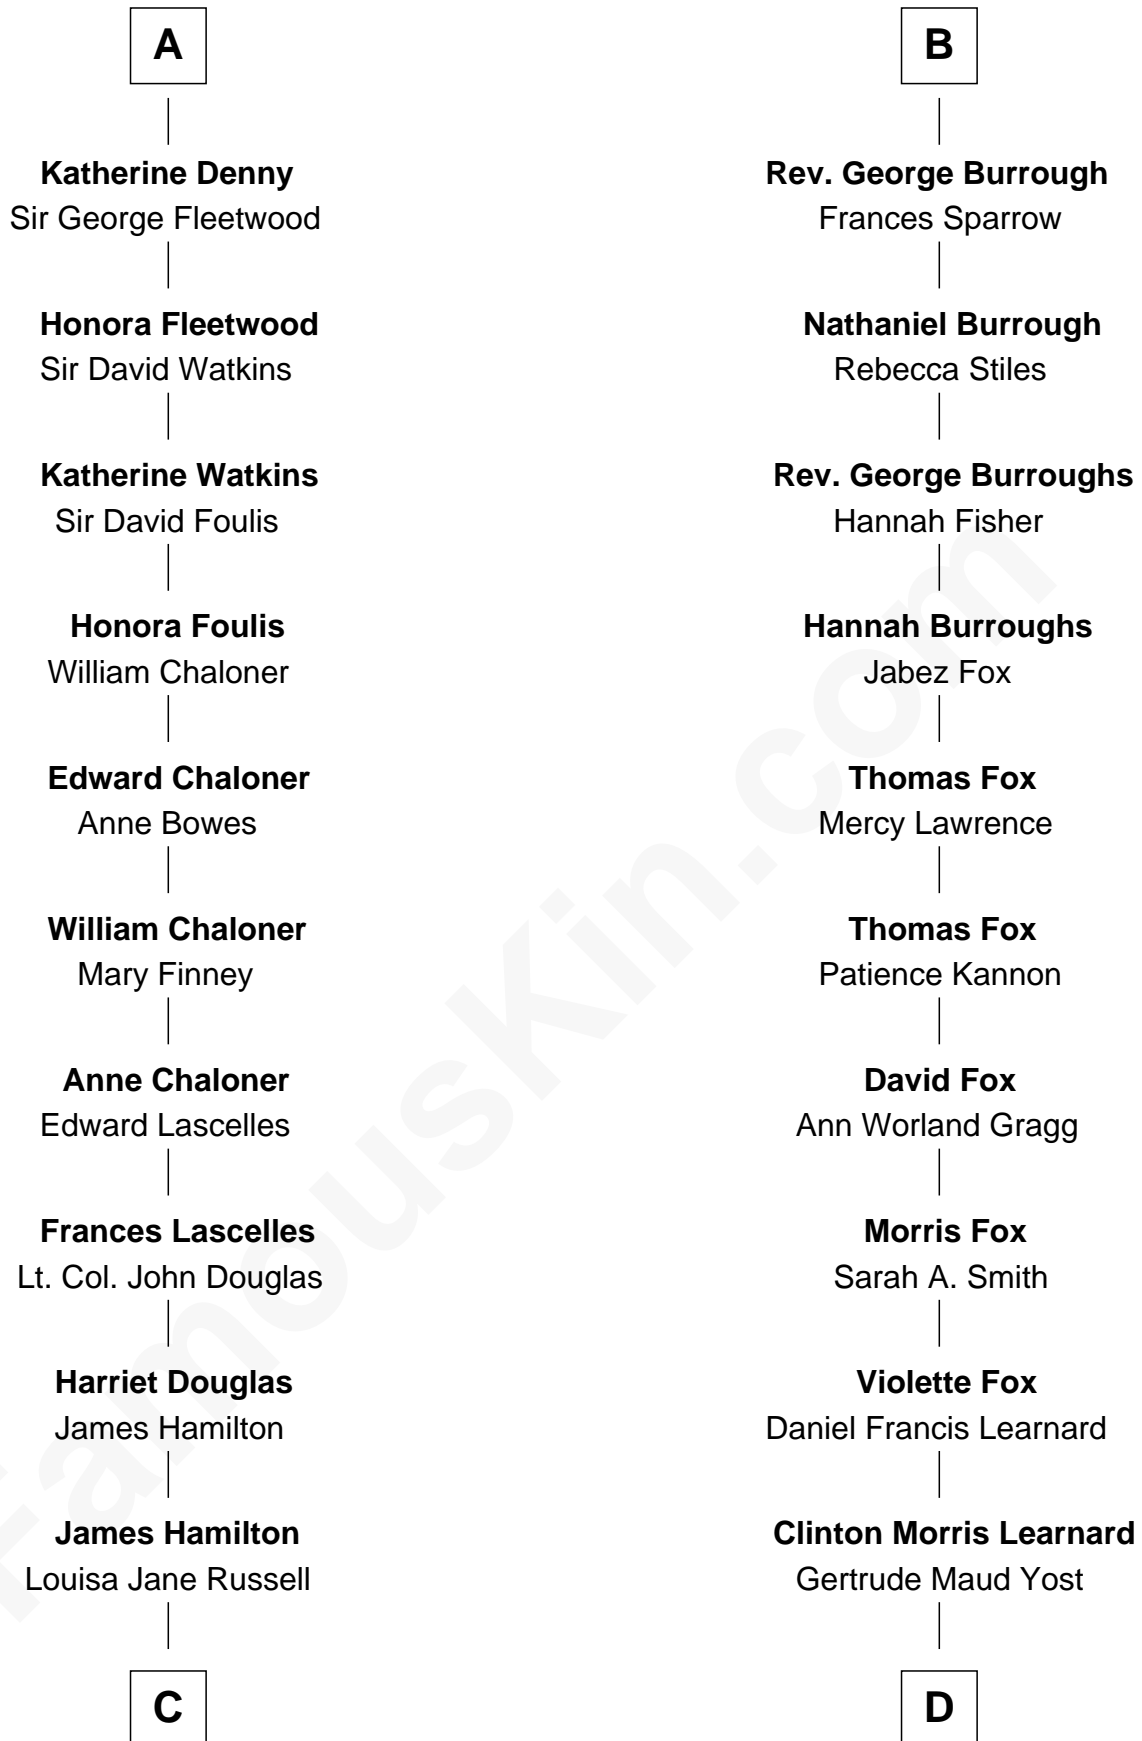 A
Katherine Denny
Sir George Fleetwood
Honora Fleetwood
Sir David Watkins
Katherine Watkins
Sir David Foulis
Honora Foulis
William Chaloner
Edward Chaloner
Anne Bowes
William Chaloner
Mary Finney
Anne Chaloner
Edward Lascelles
Frances Lascelles
Lt. Col. John Douglas
Harriet Douglas
James Hamilton
James Hamilton
Louisa Jane Russell
C
B
Rev. George Burrough
Frances Sparrow
Nathaniel Burrough
Rebecca Stiles
Rev. George Burroughs
Hannah Fisher
Hannah Burroughs
Jabez Fox
Thomas Fox
Mercy Lawrence
Thomas Fox
Patience Kannon
David Fox
Ann Worland Gragg
Morris Fox
Sarah A. Smith
Violette Fox
Daniel Francis Learnard
Clinton Morris Learnard
Gertrude Maud Yost
D
FamousKin.com